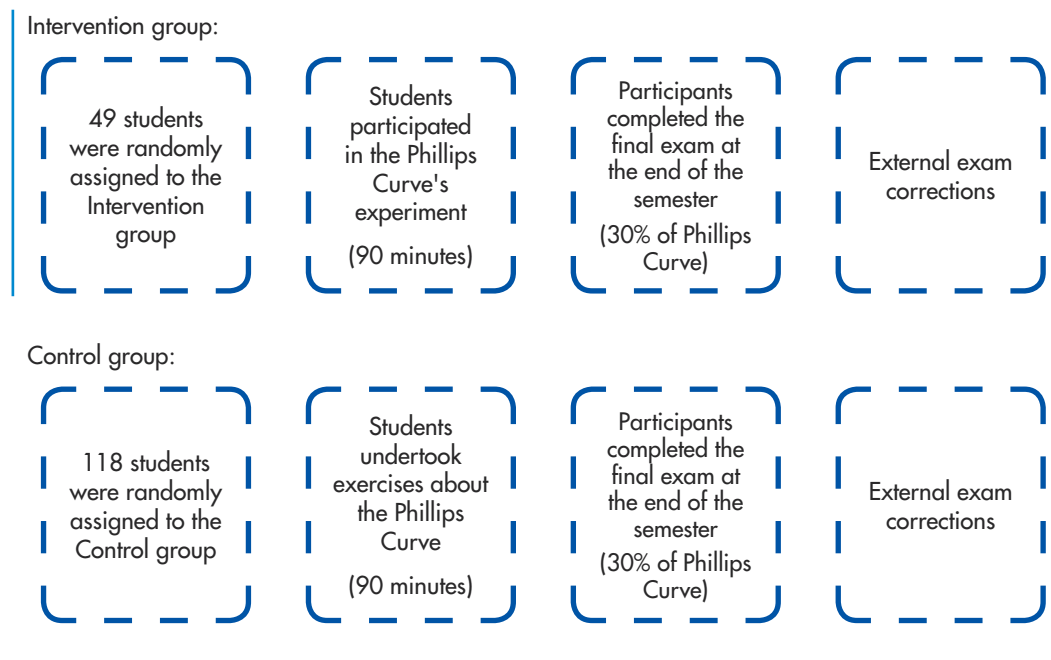 Intervention group:
49 students
were randomly
assigned to the
Intervention
group
Students
participated
in the Phillips
Curve's
experiment
(90 minutes)
Participants
completed the
final exam at
the end of the
semester
(30% of Phillips
Curve)
External exam
corrections
Control group:
118 students
were randomly
assigned to the
Control group
Students
undertook
exercises about
the Phillips
Curve
(90 minutes)
Participants
completed the
final exam at
the end of the
semester
(30% of Phillips
Curve)
External exam
corrections